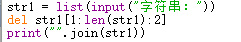 str1 = list(input("字符串："))
del str1[1:len(str1):2]
print("".join(str1))